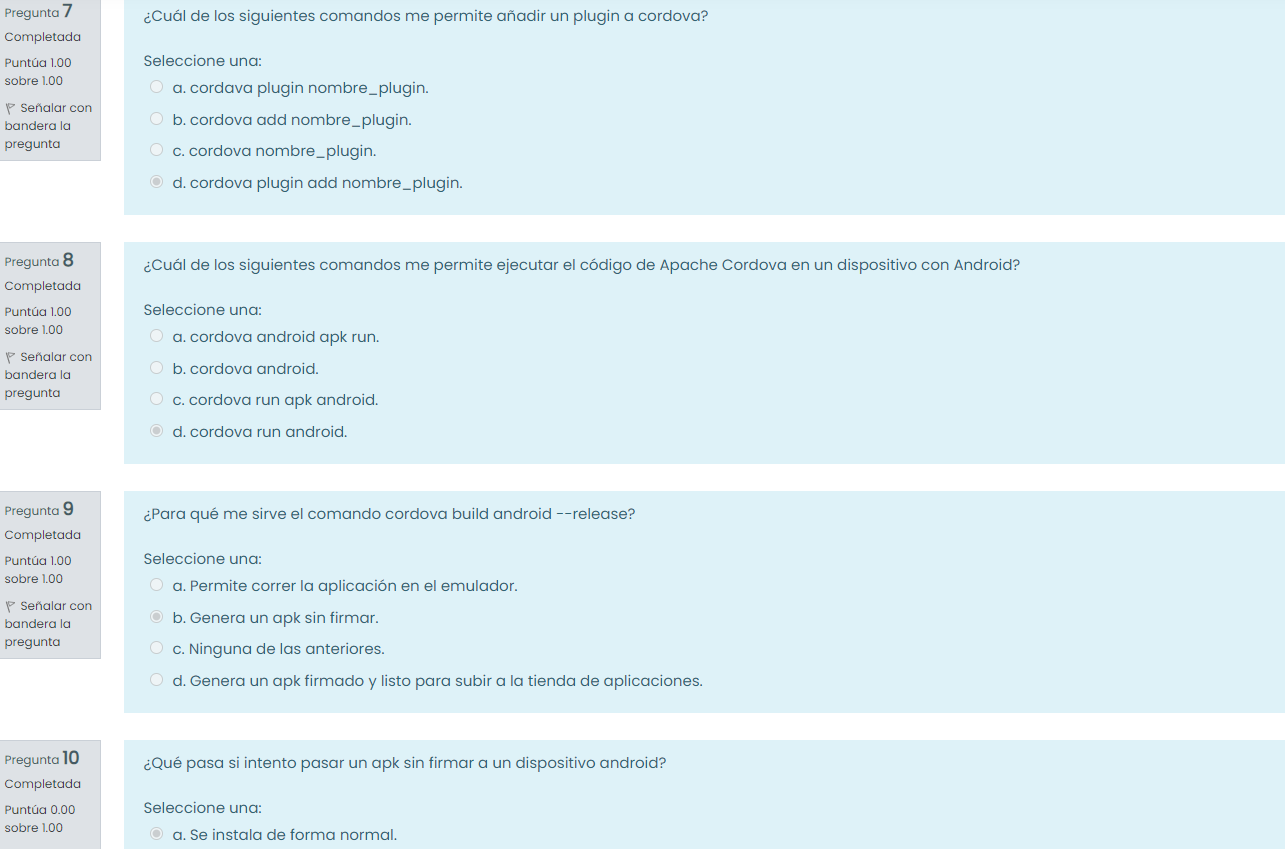 Pregunta 7
Completada
Puntúa 1.00
sobre 1.00
Señalar con
bandera la
pregunta
¿Cuál de los siguientes comandos me permite añadir un plugin a cordova?
Seleccione una:
a. cordava plugin nombre_plugin.
b. cordova add nombre_plugin.
c. cordova nombre_plugin.
d. cordova plugin add nombre_plugin.
Pregunta 8
Completada
Puntúa 1.00
sobre 1.00
Señalar con
bandera la
pregunta
¿Cuál de los siguientes comandos me permite ejecutar el código de Apache Cordova en un dispositivo con Android?
Seleccione una:
a. cordova android apk run.
b. cordova android.
c. cordova run apk android.
d. cordova run android.
Pregunta 9
Completada
Puntúa 1.00
sobre 1.00
Señalar con
bandera la
pregunta
¿Para qué me sirve el comando cordova build android --release?
Seleccione una:
a. Permite correr la aplicación en el emulador.
b. Genera un apk sin firmar.
c. Ninguna de las anteriores.
d. Genera un apk firmado y listo para subir a la tienda de aplicaciones.
Pregunta 10
Completada
Puntúa 0.00
sobre 1.00
¿Qué pasa si intento pasar un apk sin firmar a un dispositivo android?
Seleccione una:
a. Se instala de forma normal.